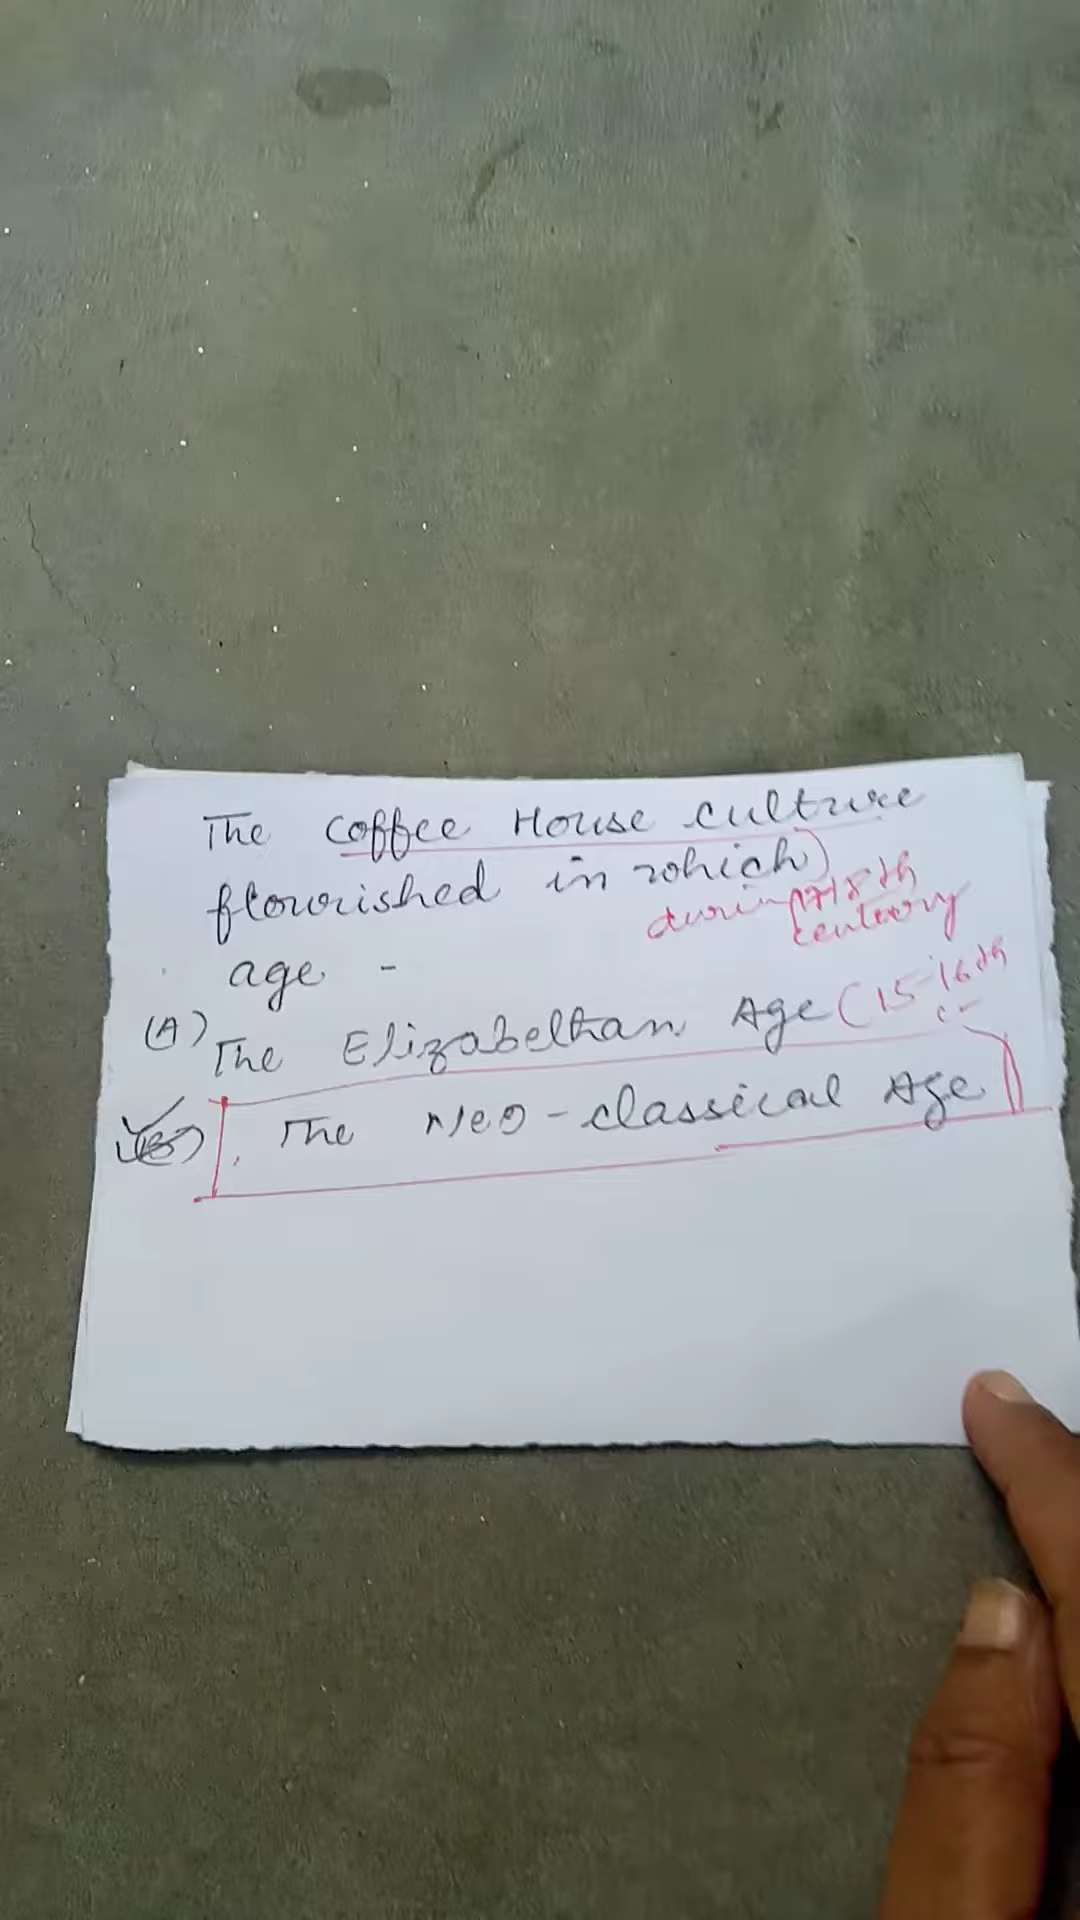 The Coffee House culture
flourished in which)
during 17-18th
century
age -
(A) The Elizabethan Age (15-16th
c-
(B) The Neo-classical Age